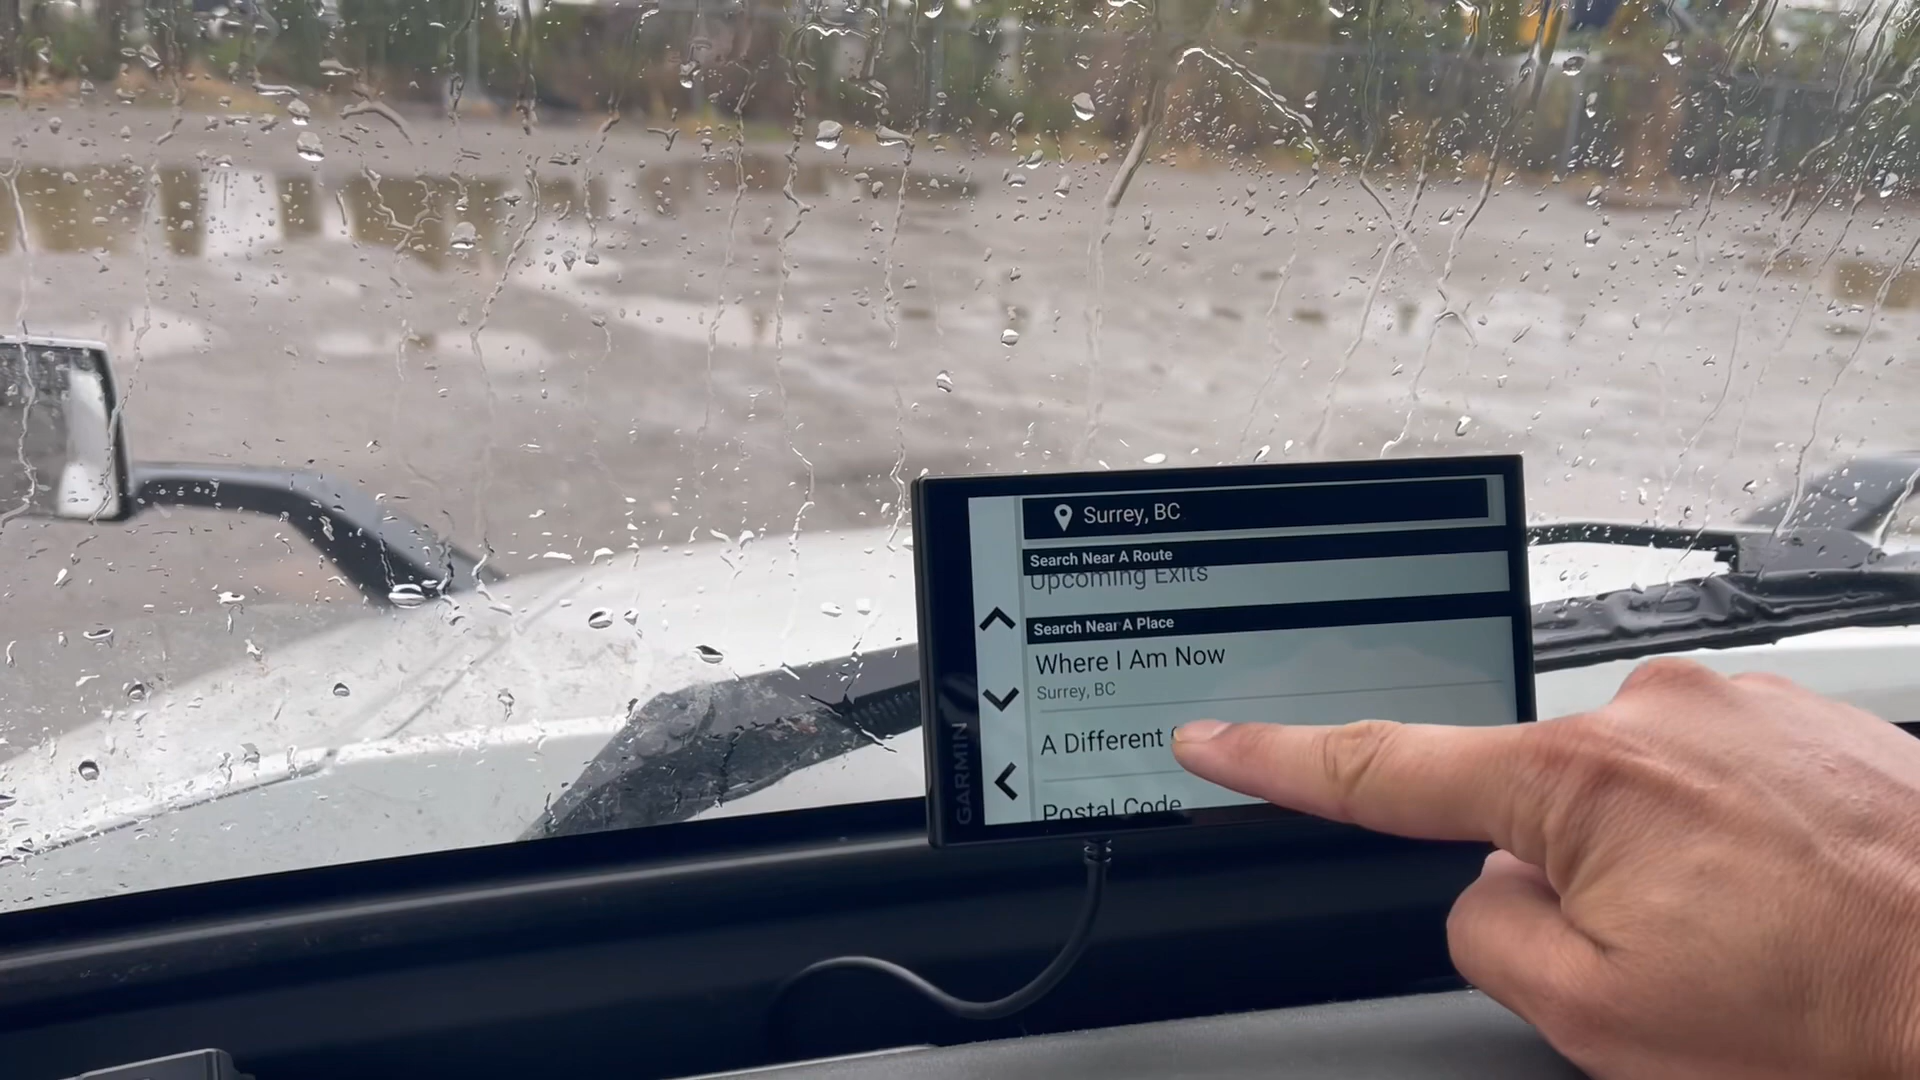 Surrey, BC
Search Near A Route
Upcoming Exits
Search Near A Place
Where I Am Now
Surrey, BC
A Different
Postal Code
GARMIN